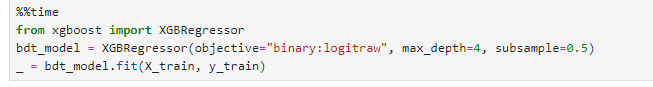 %%time
from xgboost import XGBRegressor
bdt_model = XGBRegressor(objective="binary:logitraw", max_depth=4, subsample=0.5)
_ = bdt_model.fit(X_train, y_train)